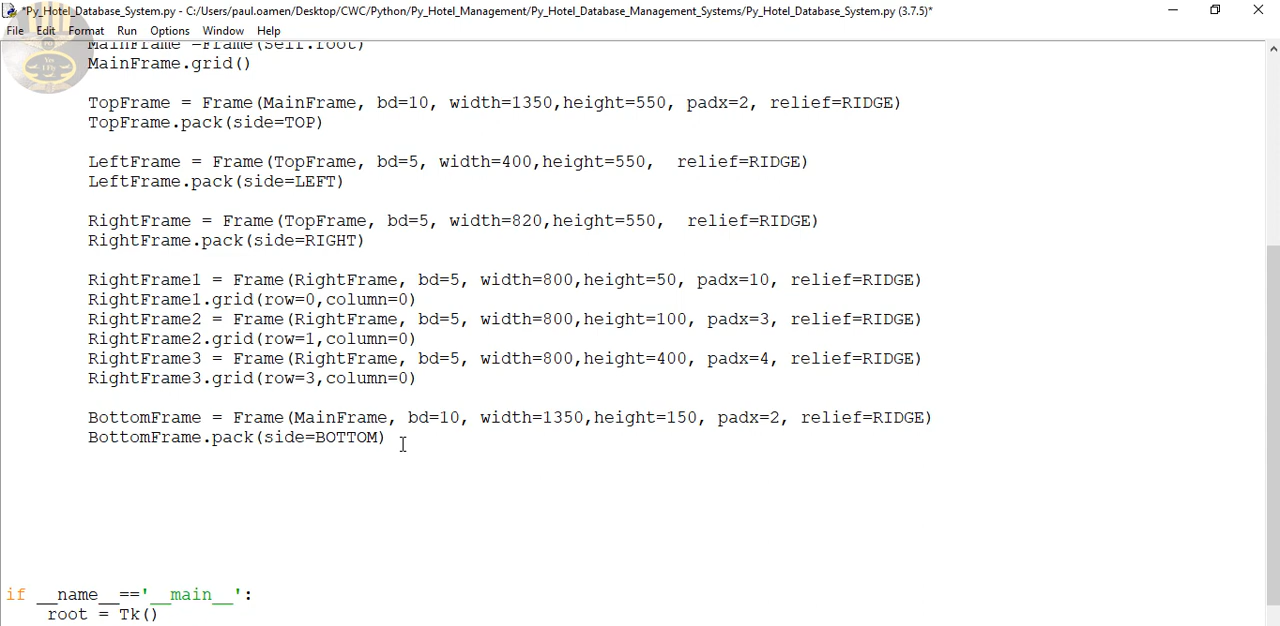 *Py_Hotel_Database_System.py - C:/Users/paul.oamen/Desktop/CWC/Python/Py_Hotel_Management/Py_Hotel_Database_Management_Systems/Py_Hotel_Database_System.py (3.7.5)*
File Edit Format Run Options Window Help
MainFrame =Frame(self.root)
MainFrame.grid()
TopFrame = Frame(MainFrame, bd=10, width=1350,height=550, padx=2, relief=RIDGE)
TopFrame.pack(side=TOP)
LeftFrame = Frame(TopFrame, bd=5, width=400,height=550,  relief=RIDGE)
LeftFrame.pack(side=LEFT)
RightFrame = Frame(TopFrame, bd=5, width=820,height=550,  relief=RIDGE)
RightFrame.pack(side=RIGHT)
RightFrame1 = Frame(RightFrame, bd=5, width=800,height=50, padx=10, relief=RIDGE)
RightFrame1.grid(row=0,column=0)
RightFrame2 = Frame(RightFrame, bd=5, width=800,height=100, padx=3, relief=RIDGE)
RightFrame2.grid(row=1,column=0)
RightFrame3 = Frame(RightFrame, bd=5, width=800,height=400, padx=4, relief=RIDGE)
RightFrame3.grid(row=3,column=0)
BottomFrame = Frame(MainFrame, bd=10, width=1350,height=150, padx=2, relief=RIDGE)
BottomFrame.pack(side=BOTTOM)
if __name__=='__main__':
root = Tk()